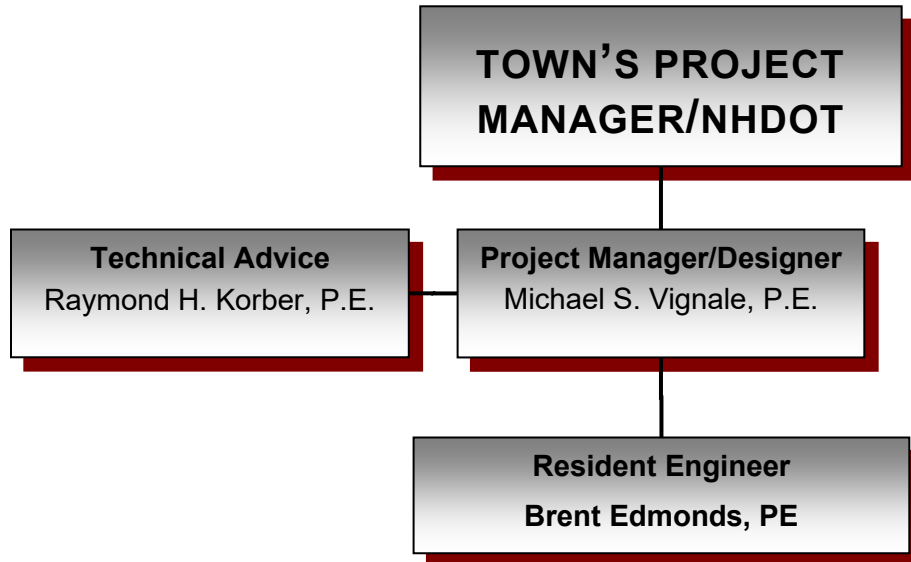 TOWN’S PROJECT
MANAGER/NHDOT
Technical Advice
Raymond H. Korber, P.E.
Project Manager/Designer
Michael S. Vignale, P.E.
Resident Engineer
Brent Edmonds, PE